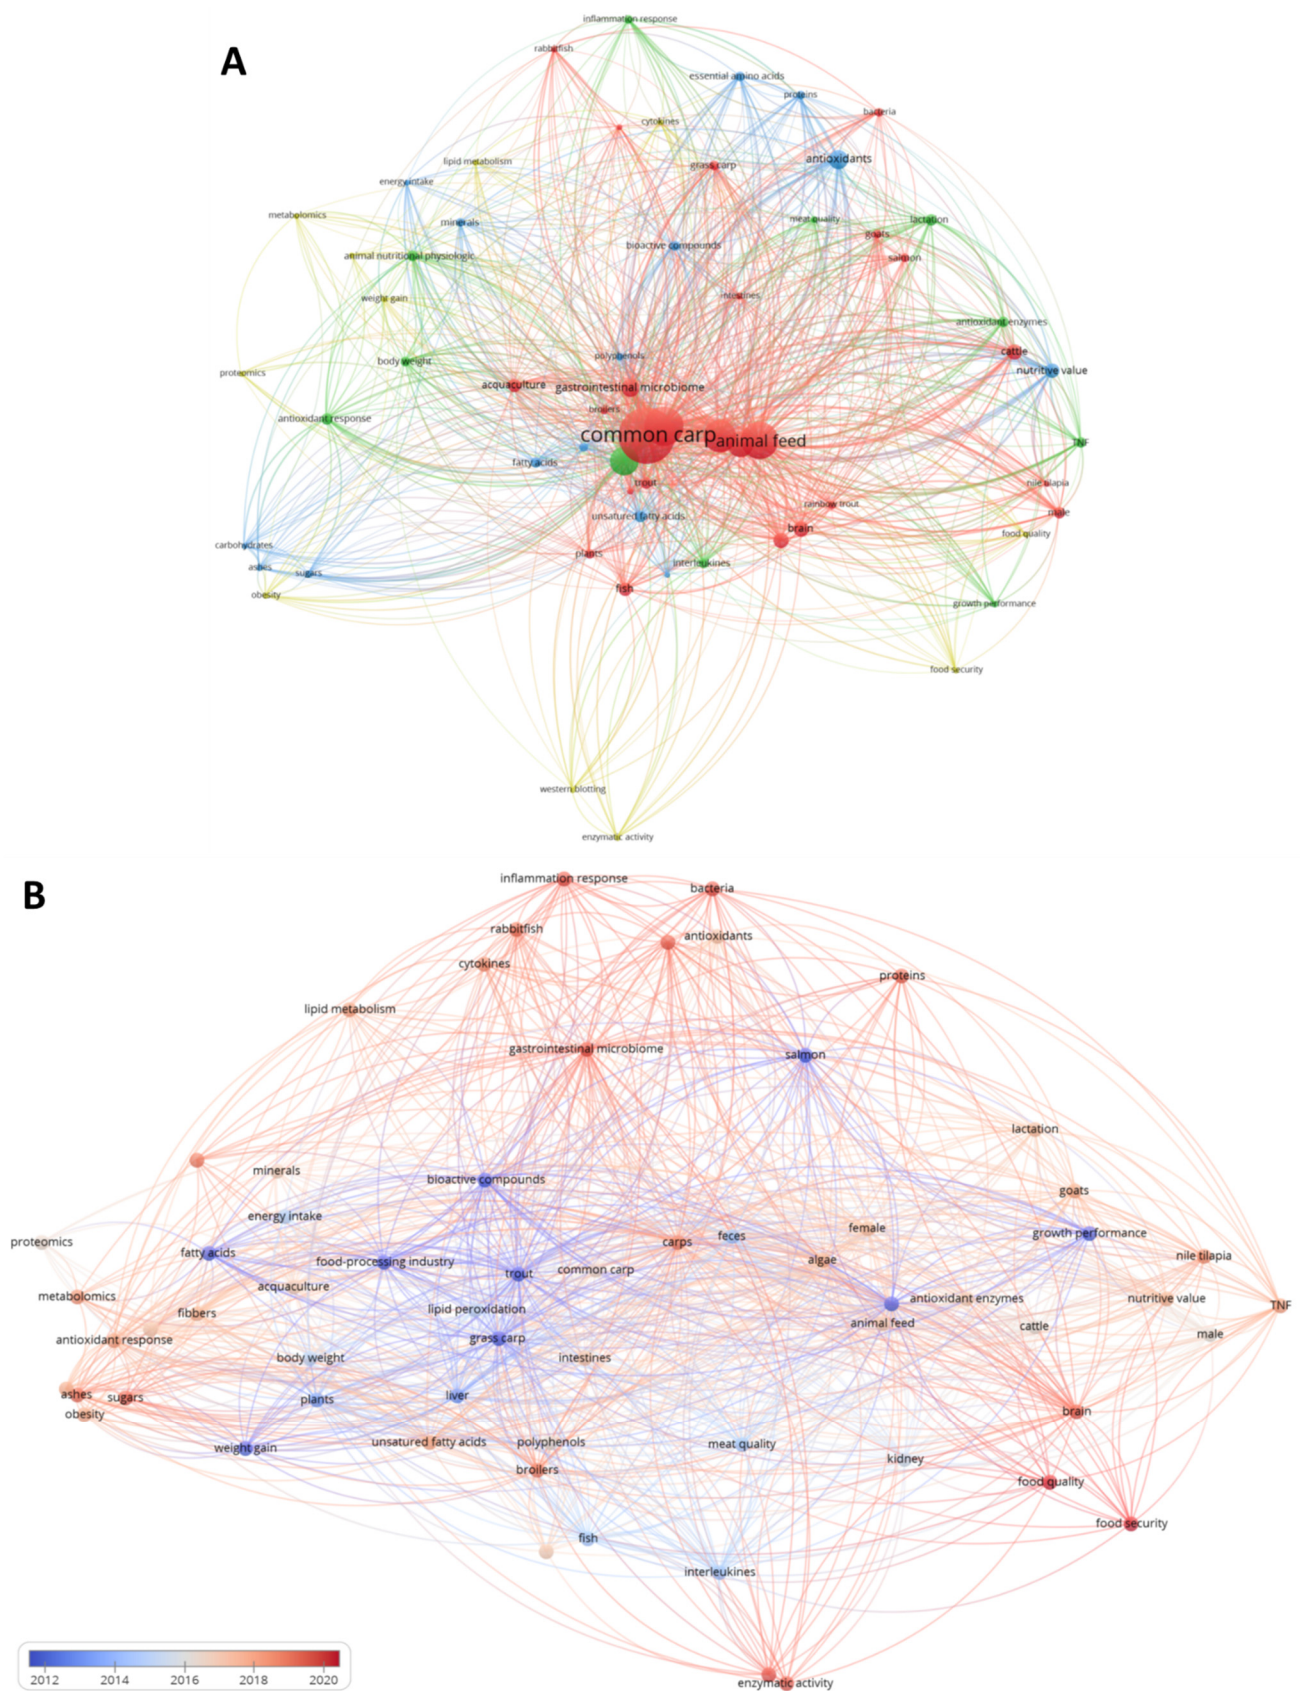 A
inflammation response
rabbitfish
essential amino acids
proteins
bacteria
cytokines
antioxidants
lipid metabolism
grass carp
energy intake
metabolomics
minerals
meat quality
lactation
goats
bioactive compounds
animal nutritional physiologic
salmon
weight gain
intestines
antioxidant enzymes
polyphenols
cattle
body weight
nutritive value
proteomics
acquaculture
gastrointestinal microbiome
broilers
antioxidant response
common carp
animal feed
TNF
fatty acids
trout
nile tilapia
unsatured fatty acids
rainbow trout
male
brain
food quality
carbohydrates
plants
interleukines
ashes
sugars
fish
obesity
growth performance
food security
western blotting
enzymatic activity
B
inflammation response
bacteria
rabbitfish
antioxidants
cytokines
proteins
lipid metabolism
gastrointestinal microbiome
salmon
lactation
minerals
bioactive compounds
goats
energy intake
female
growth performance
proteomics
fatty acids
feces
carps
nile tilapia
food-processing industry
algae
trout
common carp
acquaculture
metabolomics
antioxidant enzymes
nutritive value
TNF
fibbers
lipid peroxidation
animal feed
cattle
male
antioxidant response
grass carp
body weight
intestines
ashes
sugars
plants
liver
obesity
brain
weight gain
unsatured fatty acids
polyphenols
meat quality
kidney
broilers
food quality
food security
fish
interleukines
enzymatic activity
2012 2014 2016 2018 2020